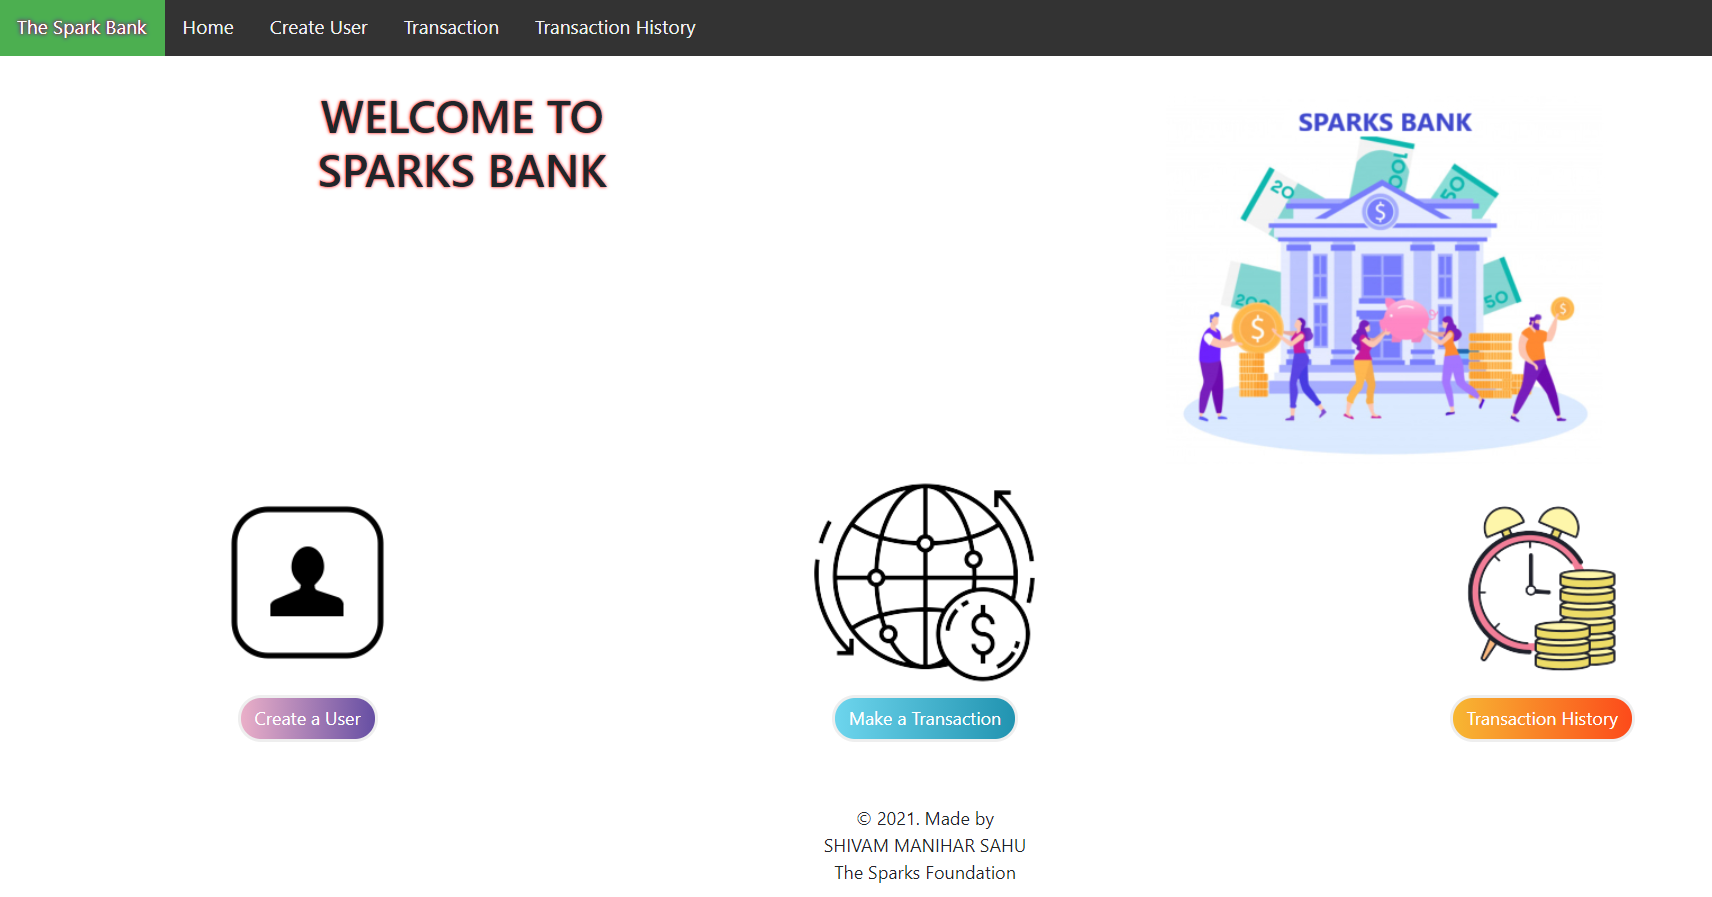 The Spark Bank Home Create User Transaction Transaction History
WELCOME TO
SPARKS BANK
SPARKS BANK
20
100
50
$
200
$
50
$
$
Create a User
Make a Transaction
Transaction History
© 2021. Made by
SHIVAM MANIHAR SAHU
The Sparks Foundation